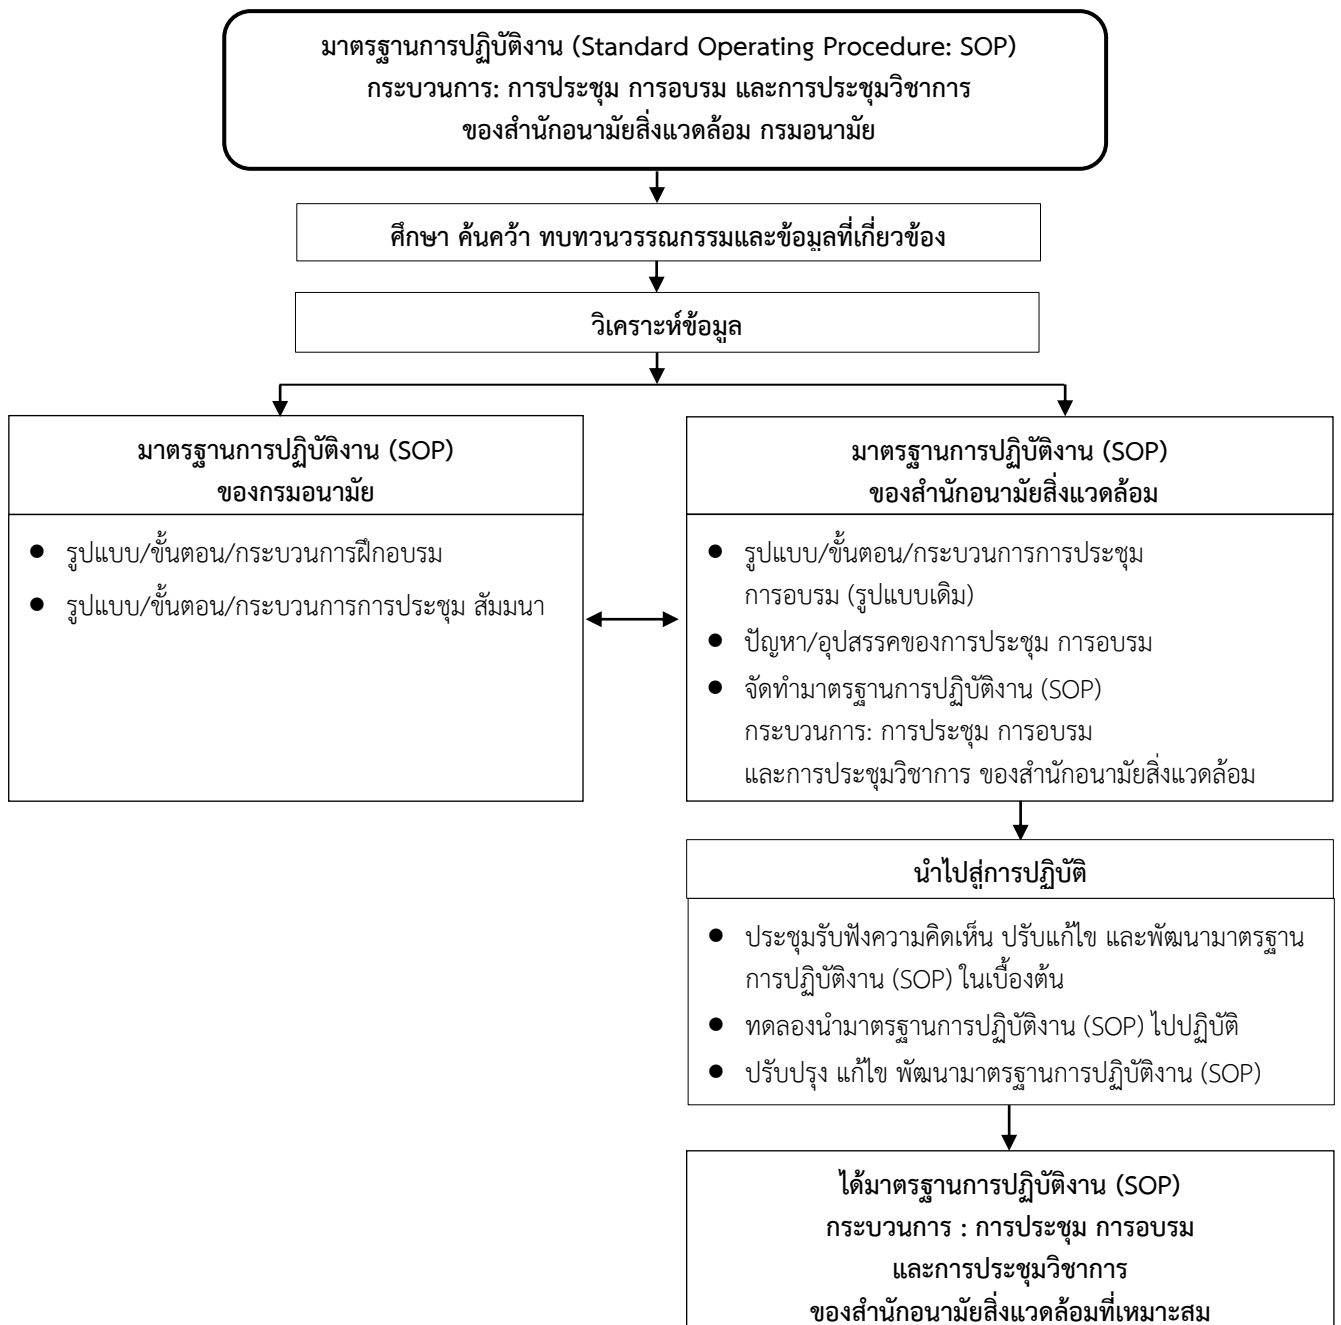 มาตรฐานการปฏิบัติงาน (Standard Operating Procedure: SOP)
กระบวนการ: การประชุม การอบรม และการประชุมวิชาการ
ของสำนักอนามัยสิ่งแวดล้อม กรมอนามัย
ศึกษา ค้นคว้า ทบทวนวรรณกรรมและข้อมูลที่เกี่ยวข้อง
วิเคราะห์ข้อมูล
มาตรฐานการปฏิบัติงาน (SOP)
ของกรมอนามัย
● รูปแบบ/ขั้นตอน/กระบวนการฝึกอบรม
● รูปแบบ/ขั้นตอน/กระบวนการการประชุม สัมมนา
มาตรฐานการปฏิบัติงาน (SOP)
ของสำนักอนามัยสิ่งแวดล้อม
● รูปแบบ/ขั้นตอน/กระบวนการการประชุม
การอบรม (รูปแบบเดิม)
● ปัญหา/อุปสรรคของการประชุม การอบรม
● จัดทำมาตรฐานการปฏิบัติงาน (SOP)
กระบวนการ: การประชุม การอบรม
และการประชุมวิชาการ ของสำนักอนามัยสิ่งแวดล้อม
นำไปสู่การปฏิบัติ
● ประชุมรับฟังความคิดเห็น ปรับแก้ไข และพัฒนามาตรฐาน
การปฏิบัติงาน (SOP) ในเบื้องต้น
● ทดลองนำมาตรฐานการปฏิบัติงาน (SOP) ไปปฏิบัติ
● ปรับปรุง แก้ไข พัฒนามาตรฐานการปฏิบัติงาน (SOP)
ได้มาตรฐานการปฏิบัติงาน (SOP)
กระบวนการ : การประชุม การอบรม
และการประชุมวิชาการ
ของสำนักอนามัยสิ่งแวดล้อมที่เหมาะสม